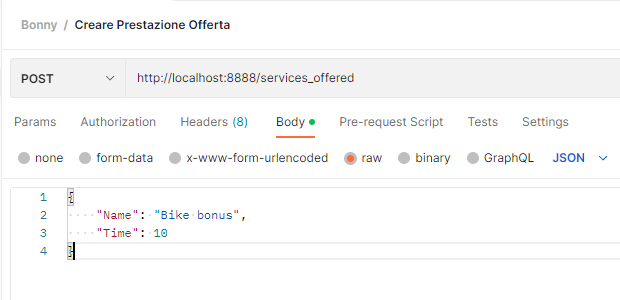 Bonny / Creare Prestazione Offerta
POST http://localhost:8888/services_offered
Params Authorization Headers (8) Body Pre-request Script Tests Settings
none form-data x-www-form-urlencoded raw binary GraphQL JSON
1 {
2 "Name": "Bike bonus",
3 "Time": 10
4 }